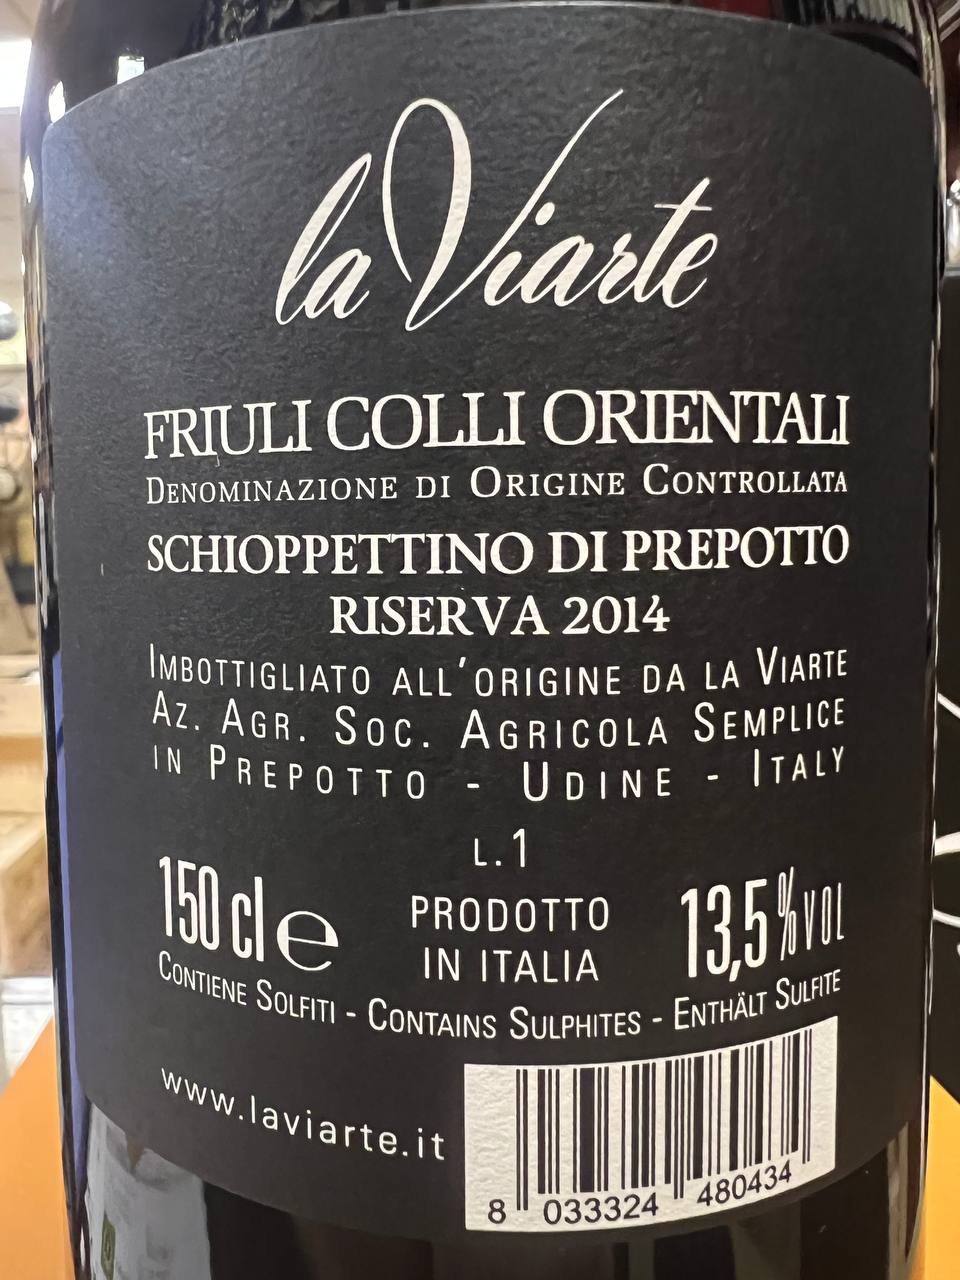 la Viarte
FRIULI COLLI ORIENTALI
DENOMINAZIONE DI ORIGINE CONTROLLATA
SCHIOPPETTINO DI PREPOTTO
RISERVA 2014
IMBOTTIGLIATO ALL'ORIGINE DA LA VIARTE
AZ. AGR. SOC. AGRICOLA SEMPLICE
IN PREPOTTO - UDINE - ITALY
L.1
150 cl e
PRODOTTO
IN ITALIA
13,5%VOL
CONTIENE SOLFITI - CONTAINS SULPHITES - ENTHÄLT SULFITE
www.laviarte.it
8 033324 480434